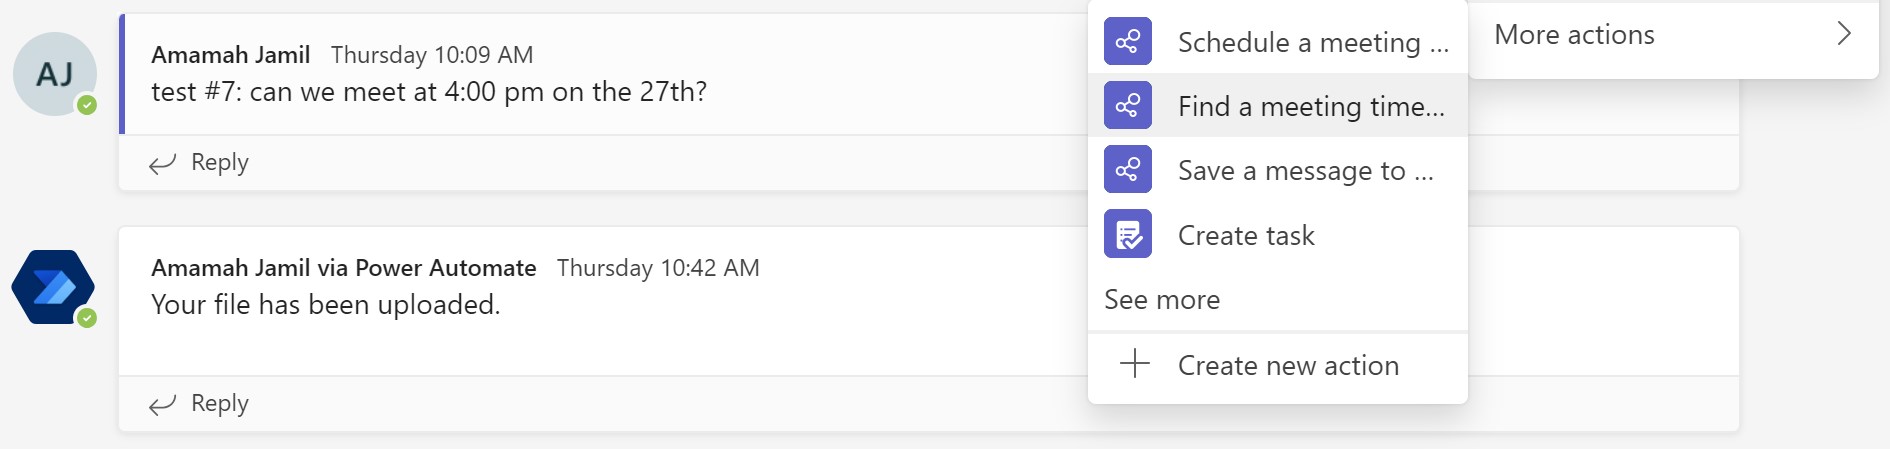 AJ
Amamah Jamil Thursday 10:09 AM
test #7: can we meet at 4:00 pm on the 27th?
Reply
Amamah Jamil via Power Automate Thursday 10:42 AM
Your file has been uploaded.
Reply
Schedule a meeting ...
Find a meeting time...
Save a message to ...
Create task
See more
Create new action
More actions